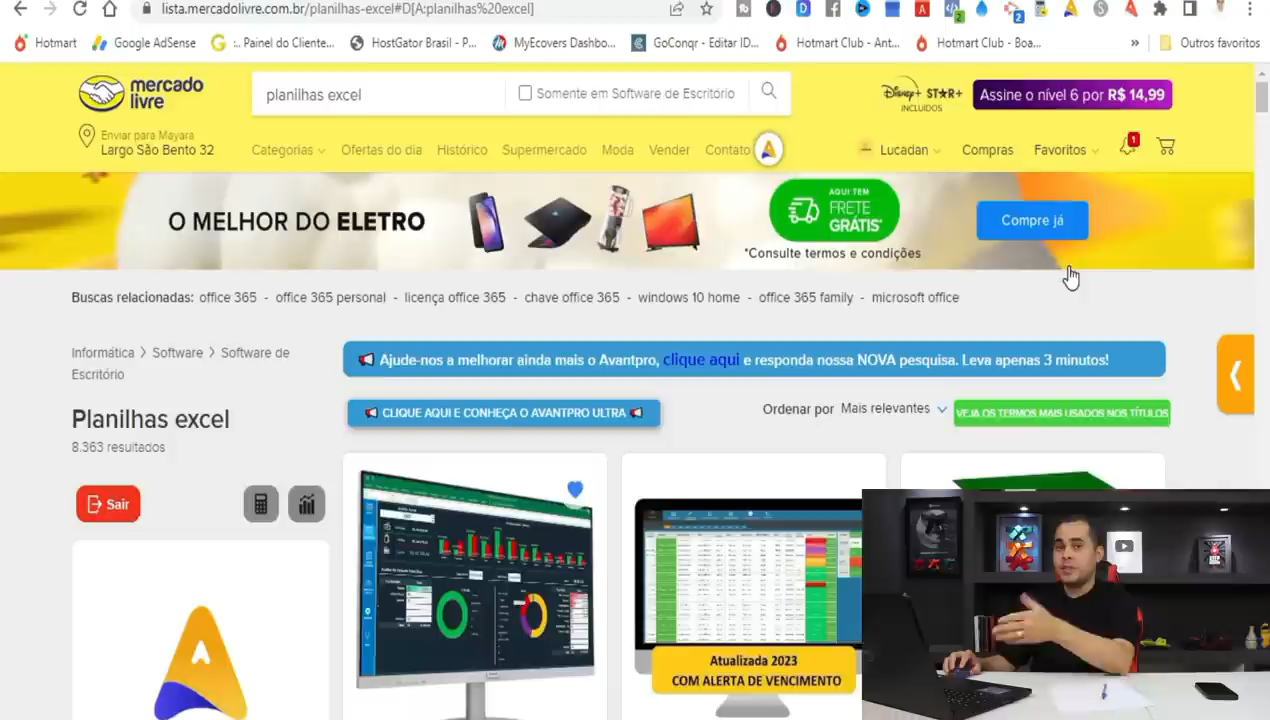 lista.mercadolivre.com.br/planilhas-excel#D[A:planilhas%20excel]
Hotmart
Google AdSense
:.. Painel do Cliente...
HostGator Brasil - P...
MyEcovers Dashbo...
GoConqr - Editar ID...
Hotmart Club - Ant...
Hotmart Club - Boa...
»
Outros favoritos
mercado
livre
planilhas excel
Somente em Software de Escritório
Disney+ STAR+
INCLUIDOS
Assine o nível 6 por R$ 14,99
Enviar para Mayara
Largo São Bento 32
Categorias
Ofertas do dia
Histórico
Supermercado
Moda
Vender
Contato
Lucadan
Compras
Favoritos
1
O MELHOR DO ELETRO
AQUI TEM
FRETE
GRÁTIS*
*Consulte termos e condições
Compre já
Buscas relacionadas: office 365 - office 365 personal - licença office 365 - chave office 365 - windows 10 home - office 365 family - microsoft office
Informática > Software > Software de
Escritório
Ajude-nos a melhorar ainda mais o Avantpro, clique aqui e responda nossa NOVA pesquisa. Leva apenas 3 minutos!
Planilhas excel
8.363 resultados
CLIQUE AQUI E CONHEÇA O AVANTPRO ULTRA
Ordenar por Mais relevantes
VEJA OS TERMOS MAIS USADOS NOS TÍTULOS
Sair
Atualizada 2023
COM ALERTA DE VENCIMENTO